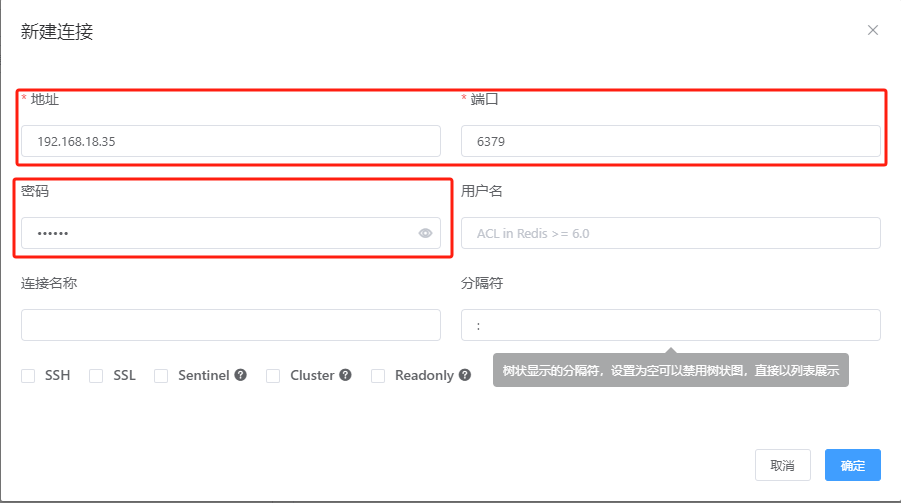 新建连接
* 地址
* 端口
192.168.18.35
6379
密码
用户名
••••••
ACL in Redis >= 6.0
连接名称
分隔符
:
SSH
SSL
Sentinel
Cluster
Readonly
树状显示的分隔符，设置为空可以禁用树状图，直接以列表展示
取消
确定